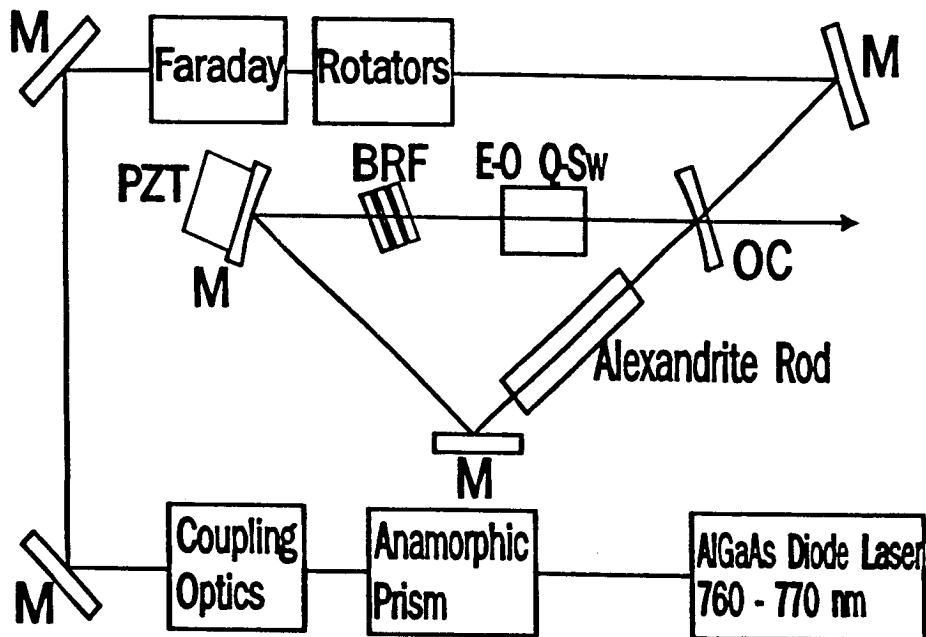 M
Faraday
Rotators
M
PZT
BRF
E-O Q-Sw
M
OC
Alexandrite Rod
M
Coupling
Optics
Anamorphic
Prism
AlGaAs Diode Laser
760 - 770 nm
M